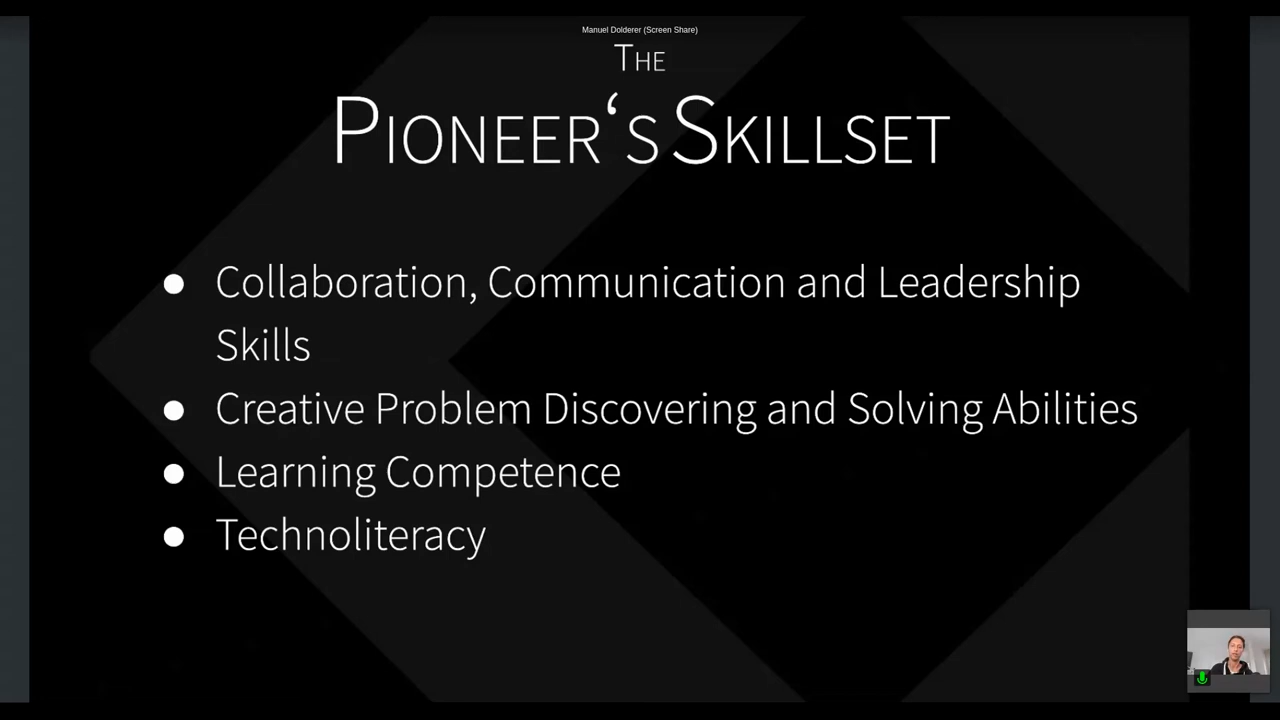 Manuel Dolderer (Screen Share)
The
Pioneer‘s Skillset
● Collaboration, Communication and Leadership
Skills
● Creative Problem Discovering and Solving Abilities
● Learning Competence
● Technoliteracy